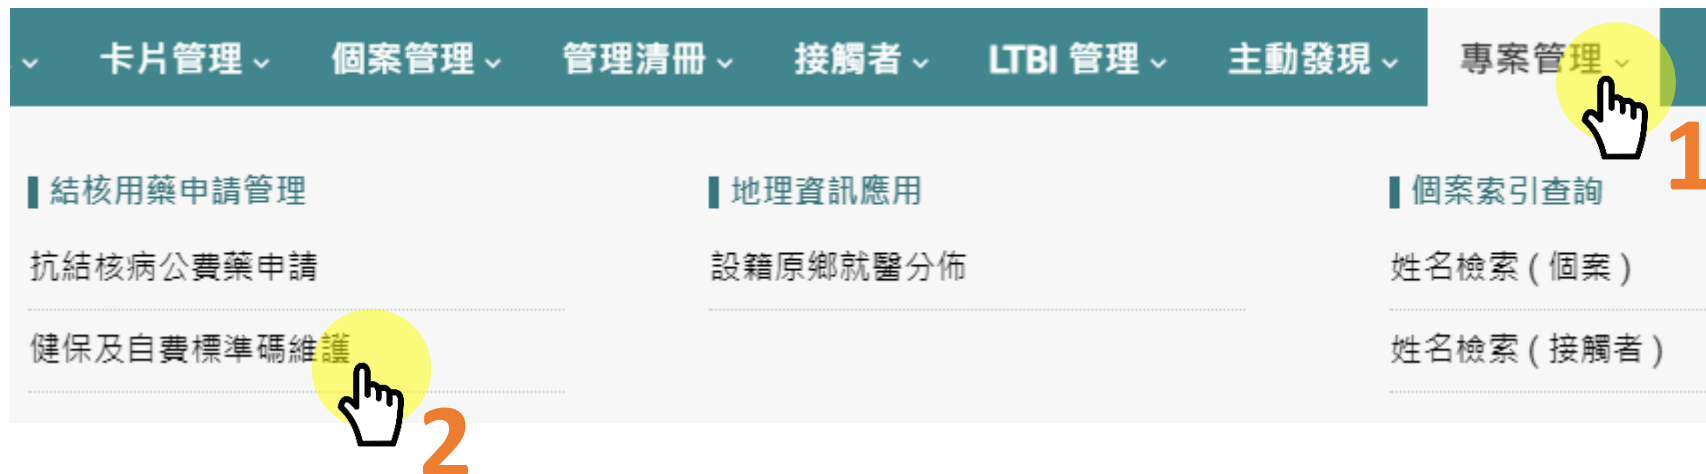 卡片管理 個案管理 管理清冊 接觸者 LTBI 管理 主動發現 專案管理
1
結核用藥申請管理 地理資訊應用 個案索引查詢
抗結核病公費藥申請 設籍原鄉就醫分佈 姓名檢索 ( 個案 )
健保及自費標準碼維護 姓名檢索 ( 接觸者 )
2